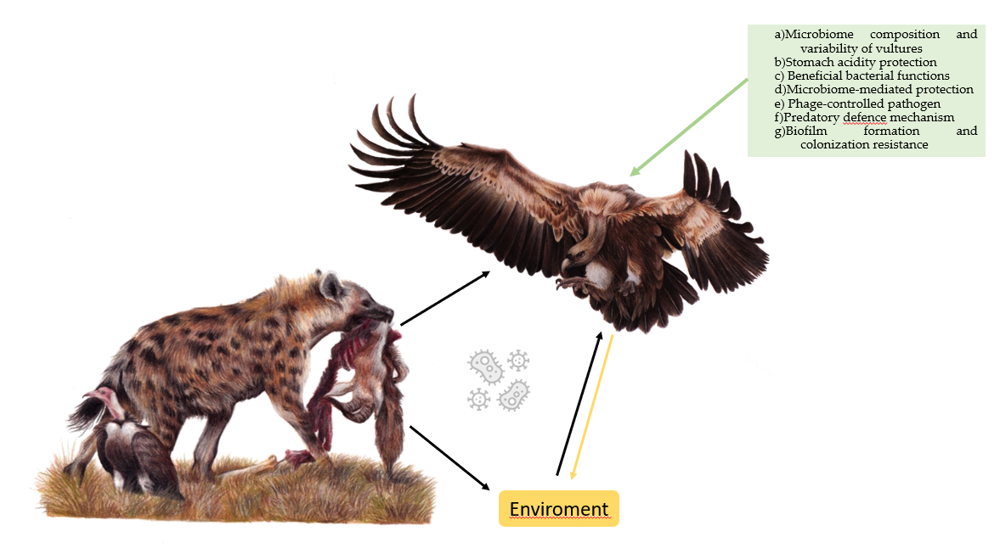 a)Microbiome composition and
variability of vultures
b)Stomach acidity protection
c) Beneficial bacterial functions
d)Microbiome-mediated protection
e) Phage-controlled pathogen
f)Predatory defence mechanism
g)Biofilm formation and
colonization resistance
Enviroment